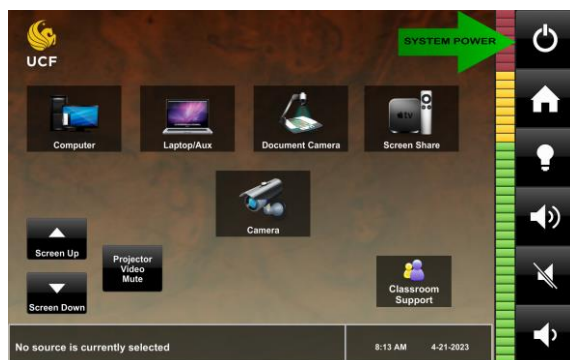 SYSTEM POWER
UCF
tv
Computer
Laptop/Aux
Document Camera
Screen Share
Camera
Screen Up
Projector
Video
Mute
Screen Down
Classroom
Support
No source is currently selected
8:13 AM
4-21-2023